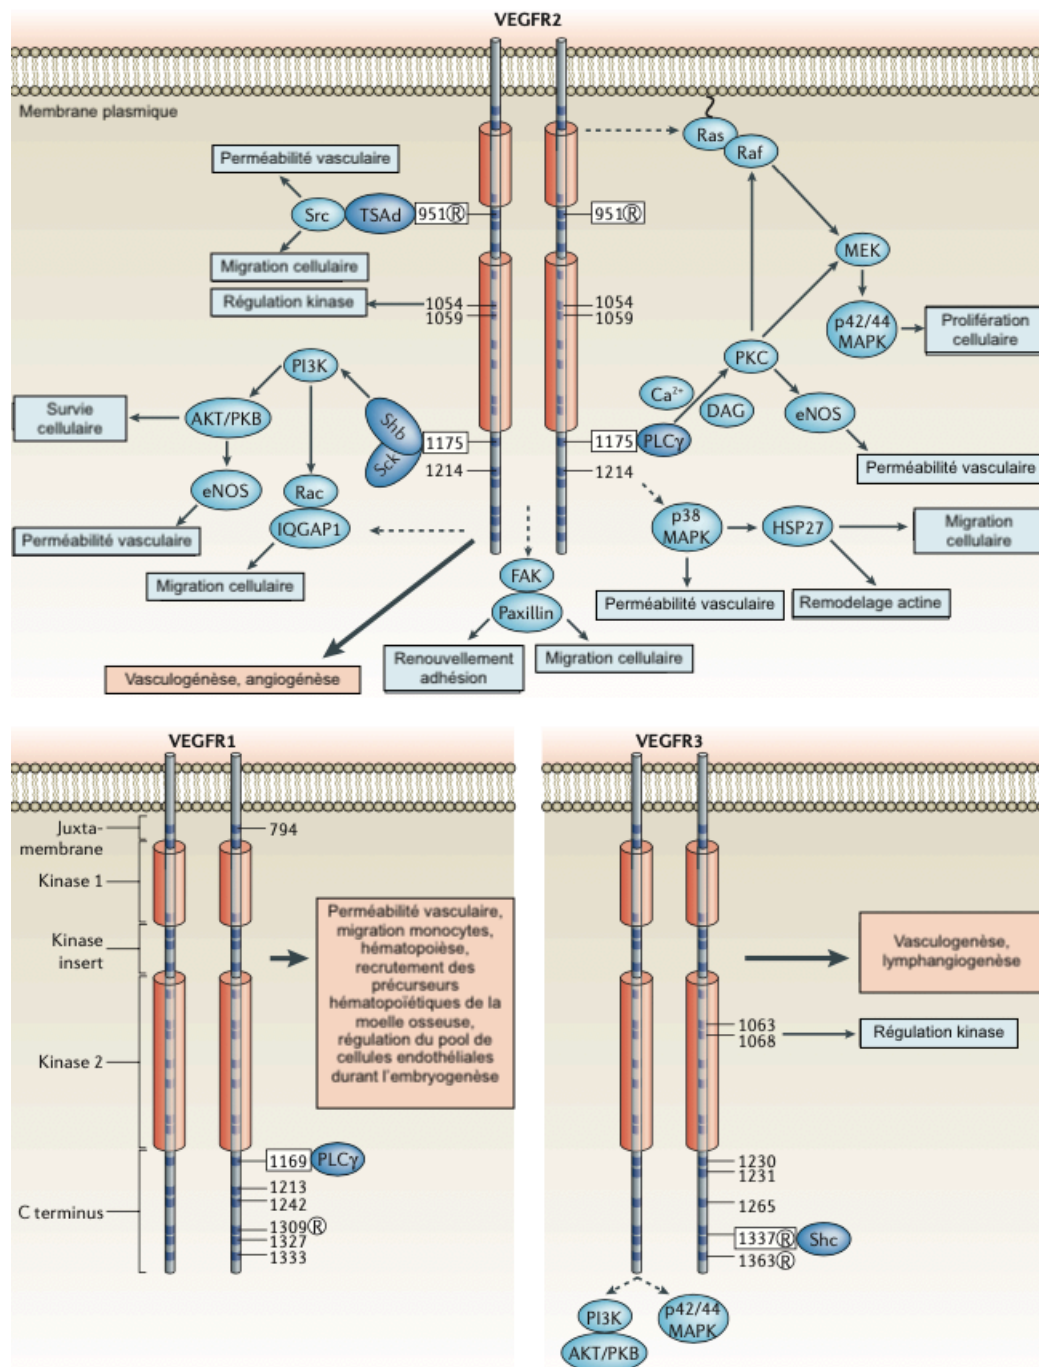 VEGFR2
Membrane plasmique
Ras
Raf
Perméabilité vasculaire
Src
TSAd
951Ⓡ
951Ⓡ
MEK
Migration cellulaire
Régulation kinase
1054
1059
1054
1059
p42/44
MAPK
Prolifération
cellulaire
PI3K
PKC
Ca²⁺
DAG
eNOS
Survie
cellulaire
AKT/PKB
Shb
Sck
1175
1214
1175
PLCγ
1214
Perméabilité vasculaire
eNOS
Rac
IQGAP1
p38
MAPK
HSP27
Migration
cellulaire
Perméabilité vasculaire
Migration cellulaire
FAK
Paxillin
Perméabilité vasculaire
Remodelage actine
Vasculogénèse, angiogénèse
Renouvellement
adhésion
Migration cellulaire
VEGFR1
Juxta-
membrane
794
Kinase 1
Kinase
insert
Perméabilité vasculaire,
migration monocytes,
hématopoièse,
recrutement des
précurseurs
hématopoïétiques de la
moelle osseuse,
régulation du pool de
cellules endothéliales
durant l'embryogenèse
Kinase 2
1169
PLCγ
C terminus
1213
1242
1309Ⓡ
1327
1333
VEGFR3
Vasculogenèse,
lymphangiogenèse
1063
1068
Régulation kinase
1230
1231
1265
1337Ⓡ
Shc
1363Ⓡ
PI3K
AKT/PKB
p42/44
MAPK